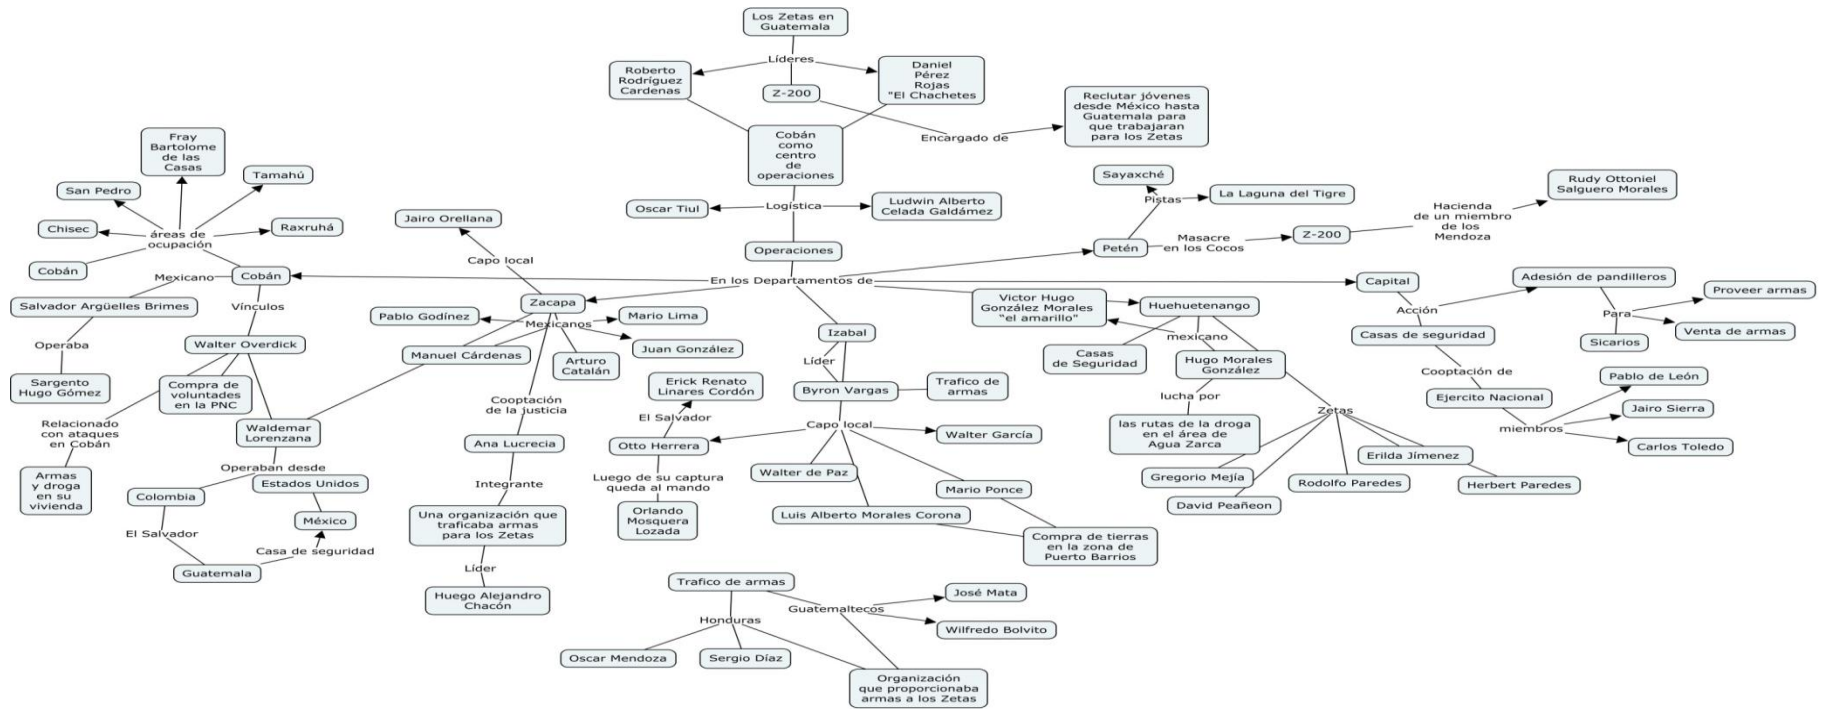 Los Zetas en
Guatemala
Líderes
Roberto
Rodríguez
Cardenas
Z-200
Daniel
Pérez
Rojas
"El Chachetes
Encargado de
Reclutar jóvenes
desde México hasta
Guatemala para
que trabajaran
para los Zetas
Cobán
como
centro
de
operaciones
Logística
Oscar Tiul
Ludwin Alberto
Celada Galdámez
Operaciones
En los Departamentos de
Fray
Bartolome
de las
Casas
San Pedro
Tamahú
Chisec
Raxruhá
áreas de
ocupación
Cobán
Cobán
Mexicano
Salvador Argüelles Brimes
Operaba
Sargento
Hugo Gómez
Vínculos
Walter Overdick
Compra de
voluntades
en la PNC
Relacionado
con ataques
en Cobán
Armas
y droga
en su
vivienda
Waldemar
Lorenzana
Operaban desde
Colombia
El Salvador
Guatemala
Casa de seguridad
México
Estados Unidos
Jairo Orellana
Capo local
Zacapa
Mexicanos
Pablo Godínez
Mario Lima
Juan González
Manuel Cárdenas
Arturo
Catalán
Cooptación
de la justicia
Ana Lucrecia
Integrante
Una organización que
traficaba armas
para los Zetas
Líder
Huego Alejandro
Chacón
Izabal
Líder
Byron Vargas
Trafico de
armas
Capo local
Walter García
Otto Herrera
El Salvador
Erick Renato
Linares Cordón
Luego de su captura
queda al mando
Orlando
Mosquera
Lozada
Walter de Paz
Mario Ponce
Luis Alberto Morales Corona
Compra de tierras
en la zona de
Puerto Barrios
Petén
Pistas
Sayaxché
La Laguna del Tigre
Masacre
en los Cocos
Z-200
Hacienda
de un miembro
de los
Mendoza
Rudy Ottoniel
Salguero Morales
Huehuetenango
Victor Hugo
González Morales
"el amarillo"
mexicano
Casas
de Seguridad
Hugo Morales
González
lucha por
las rutas de la droga
en el área de
Agua Zarca
Zetas
Gregorio Mejía
David Peañeon
Rodolfo Paredes
Erilda Jímenez
Herbert Paredes
Capital
Acción
Adesión de pandilleros
Para
Proveer armas
Venta de armas
Sicarios
Casas de seguridad
Cooptación de
Ejercito Nacional
miembros
Pablo de León
Jairo Sierra
Carlos Toledo
Trafico de armas
Honduras
Guatemaltecos
José Mata
Wilfredo Bolvito
Oscar Mendoza
Sergio Díaz
Organización
que proporcionaba
armas a los Zetas